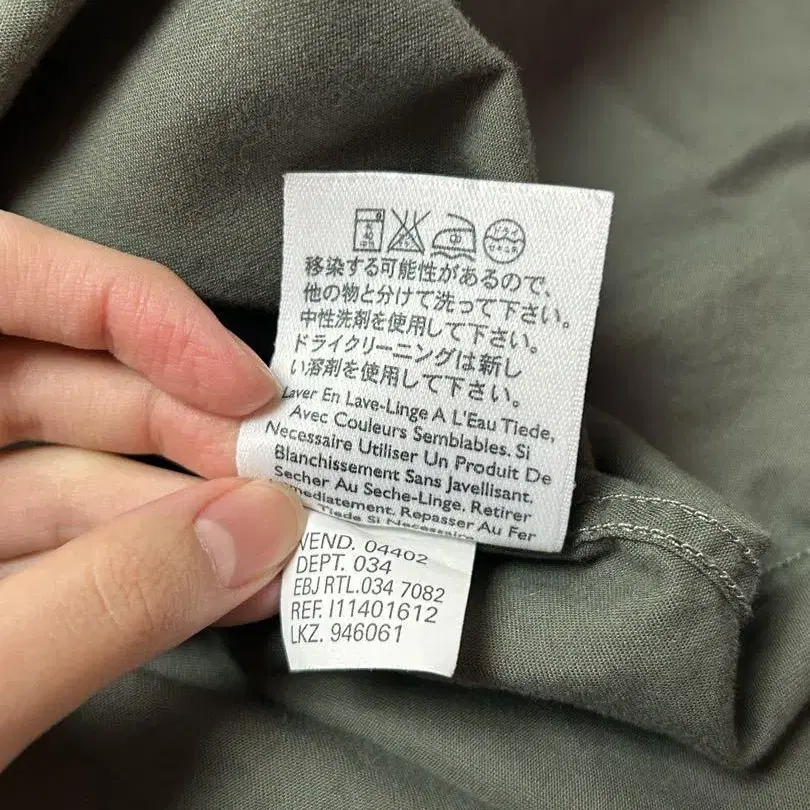 移染する可能性があるので、
他の物と分けて洗って下さい。
中性洗剤を使用して下さい。
ドライクリーニングは新し
い溶剤を使用して下さい。
Laver En Lave-Linge A L'Eau Tiede,
Avec Couleurs Semblables. Si
Necessaire Utiliser Un Produit De
Blanchissement Sans Javellisant.
Secher Au Seche-Linge. Retirer
Immediatement. Repasser Au Fer
Tiede Si Necessaire
VEND. 04402
DEPT. 034
EBJ RTL.034 7082
REF. I11401612
LKZ. 946061